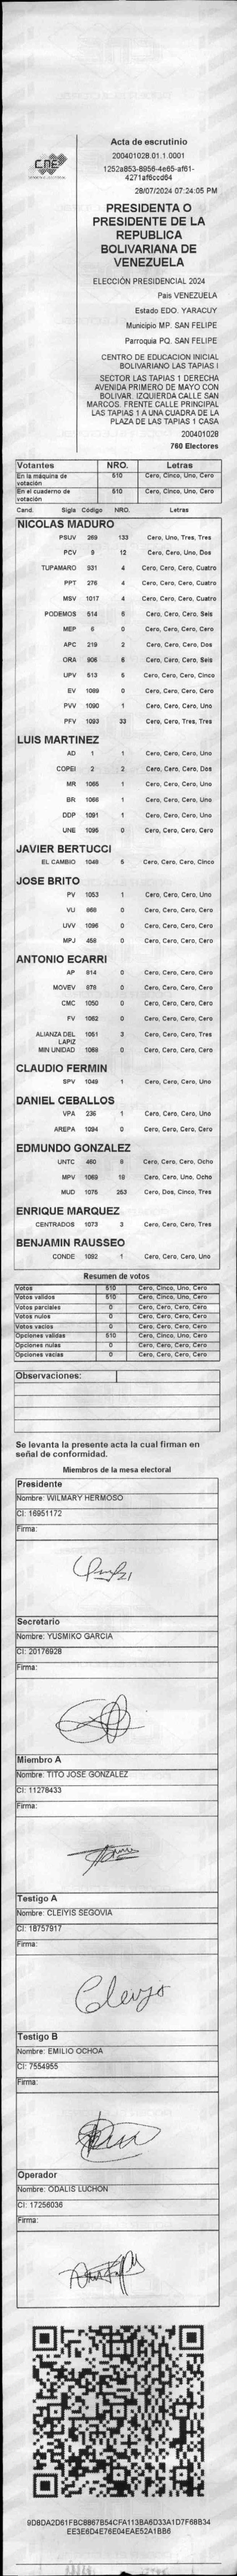 CNE
Acta de escrutinio
200401028.01.1.0001
1252a853-8956-4e65-af61-
4271af6ccd64
28/07/2024 07:24:05 PM
PRESIDENTA O
PRESIDENTE DE LA
REPUBLICA
BOLIVARIANA DE
VENEZUELA
ELECCIÓN PRESIDENCIAL 2024
Pais VENEZUELA
Estado EDO. YARACUY
Municipio MP. SAN FELIPE
Parroquia PQ. SAN FELIPE
CENTRO DE EDUCACION INICIAL
BOLIVARIANO LAS TAPIAS I
SECTOR LAS TAPIAS 1 DERECHA
AVENIDA PRIMERO DE MAYO CON
BOLIVAR. IZQUIERDA CALLE SAN
MARCOS. FRENTE CALLE PRINCIPAL
LAS TAPIAS 1 A UNA CUADRA DE LA
PLAZA DE LAS TAPIAS 1 CASA
200401028
760 Electores
Votantes NRO. Letras
En la máquina de votación 510 Cero, Cinco, Uno, Cero
En el cuaderno de votación 510 Cero, Cinco, Uno, Cero
Cand. Sigla Código NRO. Letras
NICOLAS MADURO
PSUV 269 133 Cero, Uno, Tres, Tres
PCV 9 12 Cero, Cero, Uno, Dos
TUPAMARO 931 4 Cero, Cero, Cero, Cuatro
PPT 276 4 Cero, Cero, Cero, Cuatro
MSV 1017 4 Cero, Cero, Cero, Cuatro
PODEMOS 514 6 Cero, Cero, Cero, Seis
MEP 6 0 Cero, Cero, Cero, Cero
APC 219 2 Cero, Cero, Cero, Dos
ORA 906 6 Cero, Cero, Cero, Seis
UPV 513 5 Cero, Cero, Cero, Cinco
EV 1089 0 Cero, Cero, Cero, Cero
PVV 1090 1 Cero, Cero, Cero, Uno
PFV 1093 33 Cero, Cero, Tres, Tres
LUIS MARTINEZ
AD 1 1 Cero, Cero, Cero, Uno
COPEI 2 2 Cero, Cero, Cero, Dos
MR 1065 1 Cero, Cero, Cero, Uno
BR 1066 1 Cero, Cero, Cero, Uno
DDP 1091 1 Cero, Cero, Cero, Uno
UNE 1095 0 Cero, Cero, Cero, Cero
JAVIER BERTUCCI
EL CAMBIO 1048 5 Cero, Cero, Cero, Cinco
JOSE BRITO
PV 1053 1 Cero, Cero, Cero, Uno
VU 868 0 Cero, Cero, Cero, Cero
UVV 1096 0 Cero, Cero, Cero, Cero
MPJ 458 0 Cero, Cero, Cero, Cero
ANTONIO ECARRI
AP 814 0 Cero, Cero, Cero, Cero
MOVEV 878 0 Cero, Cero, Cero, Cero
CMC 1050 0 Cero, Cero, Cero, Cero
FV 1062 0 Cero, Cero, Cero, Cero
ALIANZA DEL LAPIZ 1051 3 Cero, Cero, Cero, Tres
MIN UNIDAD 1068 0 Cero, Cero, Cero, Cero
CLAUDIO FERMIN
SPV 1049 1 Cero, Cero, Cero, Uno
DANIEL CEBALLOS
VPA 236 1 Cero, Cero, Cero, Uno
AREPA 1094 0 Cero, Cero, Cero, Cero
EDMUNDO GONZALEZ
UNTC 460 8 Cero, Cero, Cero, Ocho
MPV 1069 18 Cero, Cero, Uno, Ocho
MUD 1075 253 Cero, Dos, Cinco, Tres
ENRIQUE MARQUEZ
CENTRADOS 1073 3 Cero, Cero, Cero, Tres
BENJAMIN RAUSSEO
CONDE 1092 1 Cero, Cero, Cero, Uno
Resumen de votos
Votos 510 Cero, Cinco, Uno, Cero
Votos validos 510 Cero, Cinco, Uno, Cero
Votos parciales 0 Cero, Cero, Cero, Cero
Votos nulos 0 Cero, Cero, Cero, Cero
Votos vacios 0 Cero, Cero, Cero, Cero
Opciones validas 510 Cero, Cinco, Uno, Cero
Opciones nulas 0 Cero, Cero, Cero, Cero
Opciones vacias 0 Cero, Cero, Cero, Cero
Observaciones:
Se levanta la presente acta la cual firman en
señal de conformidad.
Miembros de la mesa electoral
Presidente
Nombre: WILMARY HERMOSO
CI: 16951172
Firma:
Secretario
Nombre: YUSMIKO GARCIA
CI: 20176928
Firma:
Miembro A
Nombre: TITO JOSE GONZALEZ
CI: 11278433
Firma:
Testigo A
Nombre: CLEIYIS SEGOVIA
CI: 18757917
Firma:
Testigo B
Nombre: EMILIO OCHOA
CI: 7554955
Firma:
Operador
Nombre: ODALIS LUCHON
CI: 17256036
Firma:
9D8DA2D61FBC8867B54CFA113BA6D33A1D7F68B34
EE3E6D4E76E04EAE52A1BB6